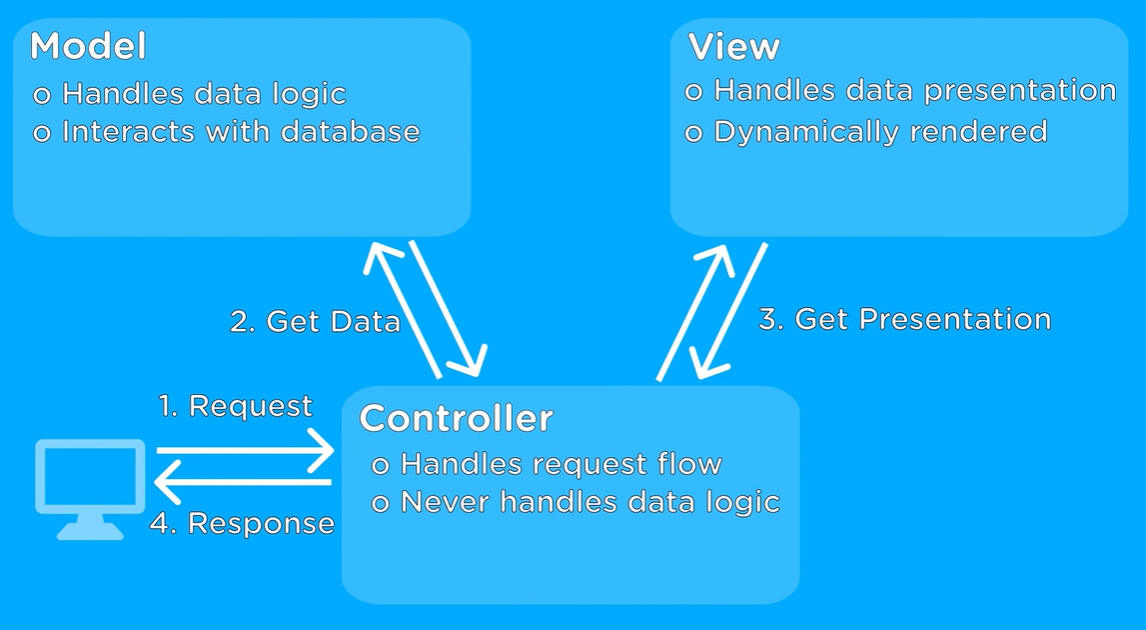 Model
o Handles data logic
o Interacts with database
View
o Handles data presentation
o Dynamically rendered
2. Get Data
3. Get Presentation
1. Request
4. Response
Controller
o Handles request flow
o Never handles data logic